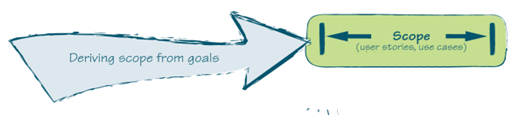 Deriving scope from goals
Scope
(user stories, use cases)